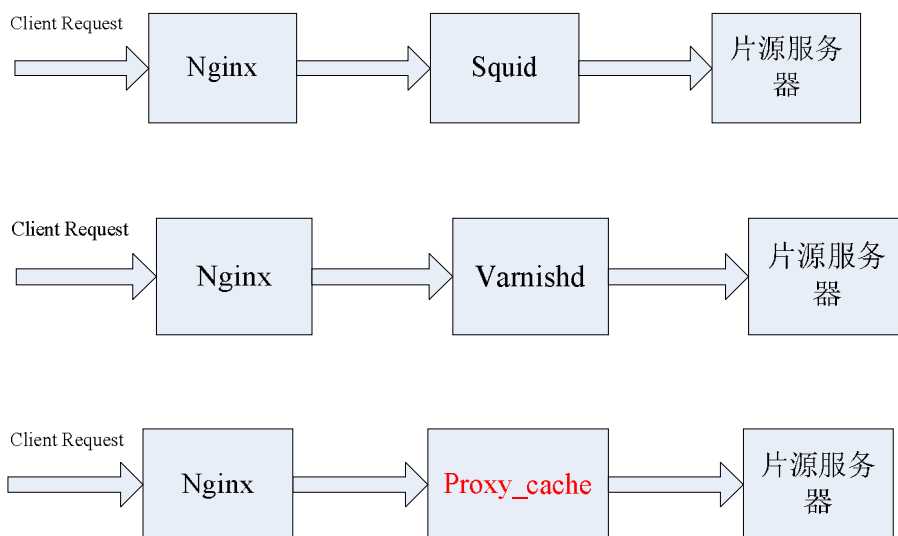 Client Request
Nginx
Squid
片源服务
器
Client Request
Nginx
Varnishd
片源服务
器
Client Request
Nginx
Proxy_cache
片源服务
器